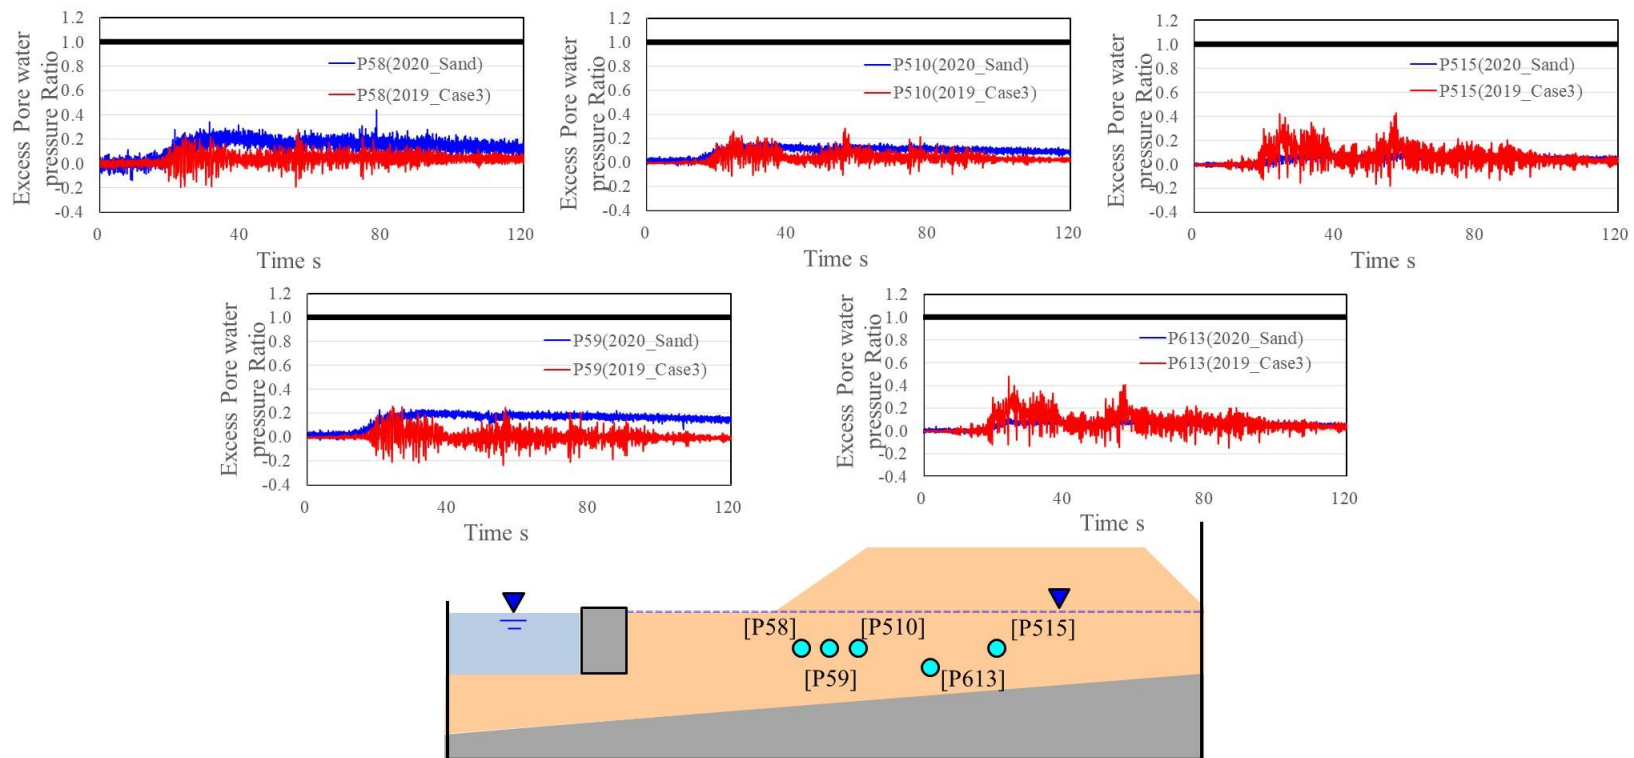 Excess Pore water
pressure Ratio
1.2
1.0
0.8
0.6
0.4
0.2
0.0
-0.2
-0.4
P58(2020_Sand)
P58(2019_Case3)
0
40
80
120
Time s
Excess Pore water
pressure Ratio
1.2
1.0
0.8
0.6
0.4
0.2
0.0
-0.2
-0.4
P510(2020_Sand)
P510(2019_Case3)
0
40
80
120
Time s
Excess Pore water
pressure Ratio
1.2
1.0
0.8
0.6
0.4
0.2
0.0
-0.2
-0.4
P515(2020_Sand)
P515(2019_Case3)
0
40
80
120
Time s
Excess Pore water
pressure Ratio
1.2
1.0
0.8
0.6
0.4
0.2
0.0
-0.2
-0.4
P59(2020_Sand)
P59(2019_Case3)
0
40
80
120
Time s
Excess Pore water
pressure Ratio
1.2
1.0
0.8
0.6
0.4
0.2
0.0
-0.2
-0.4
P613(2020_Sand)
P613(2019_Case3)
0
40
80
120
Time s
[P58]
[P510]
[P515]
[P59]
[P613]